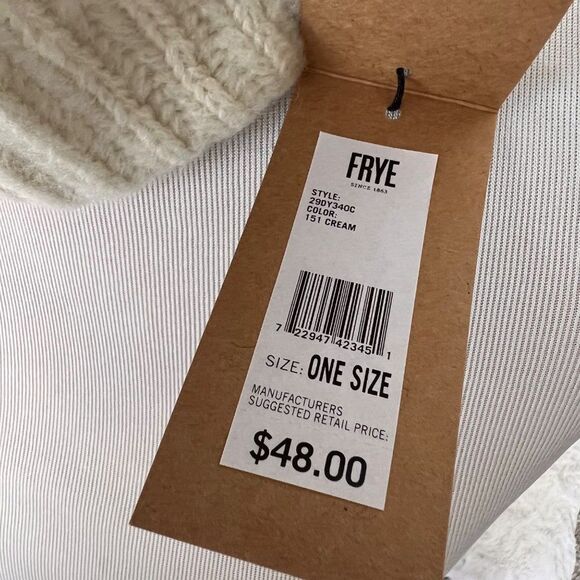 FRYE
SINCE 1863
STYLE:
29DY340C
COLOR:
151 CREAM
7 22947 42345 1
SIZE: ONE SIZE
MANUFACTURERS
SUGGESTED RETAIL PRICE:
$48.00